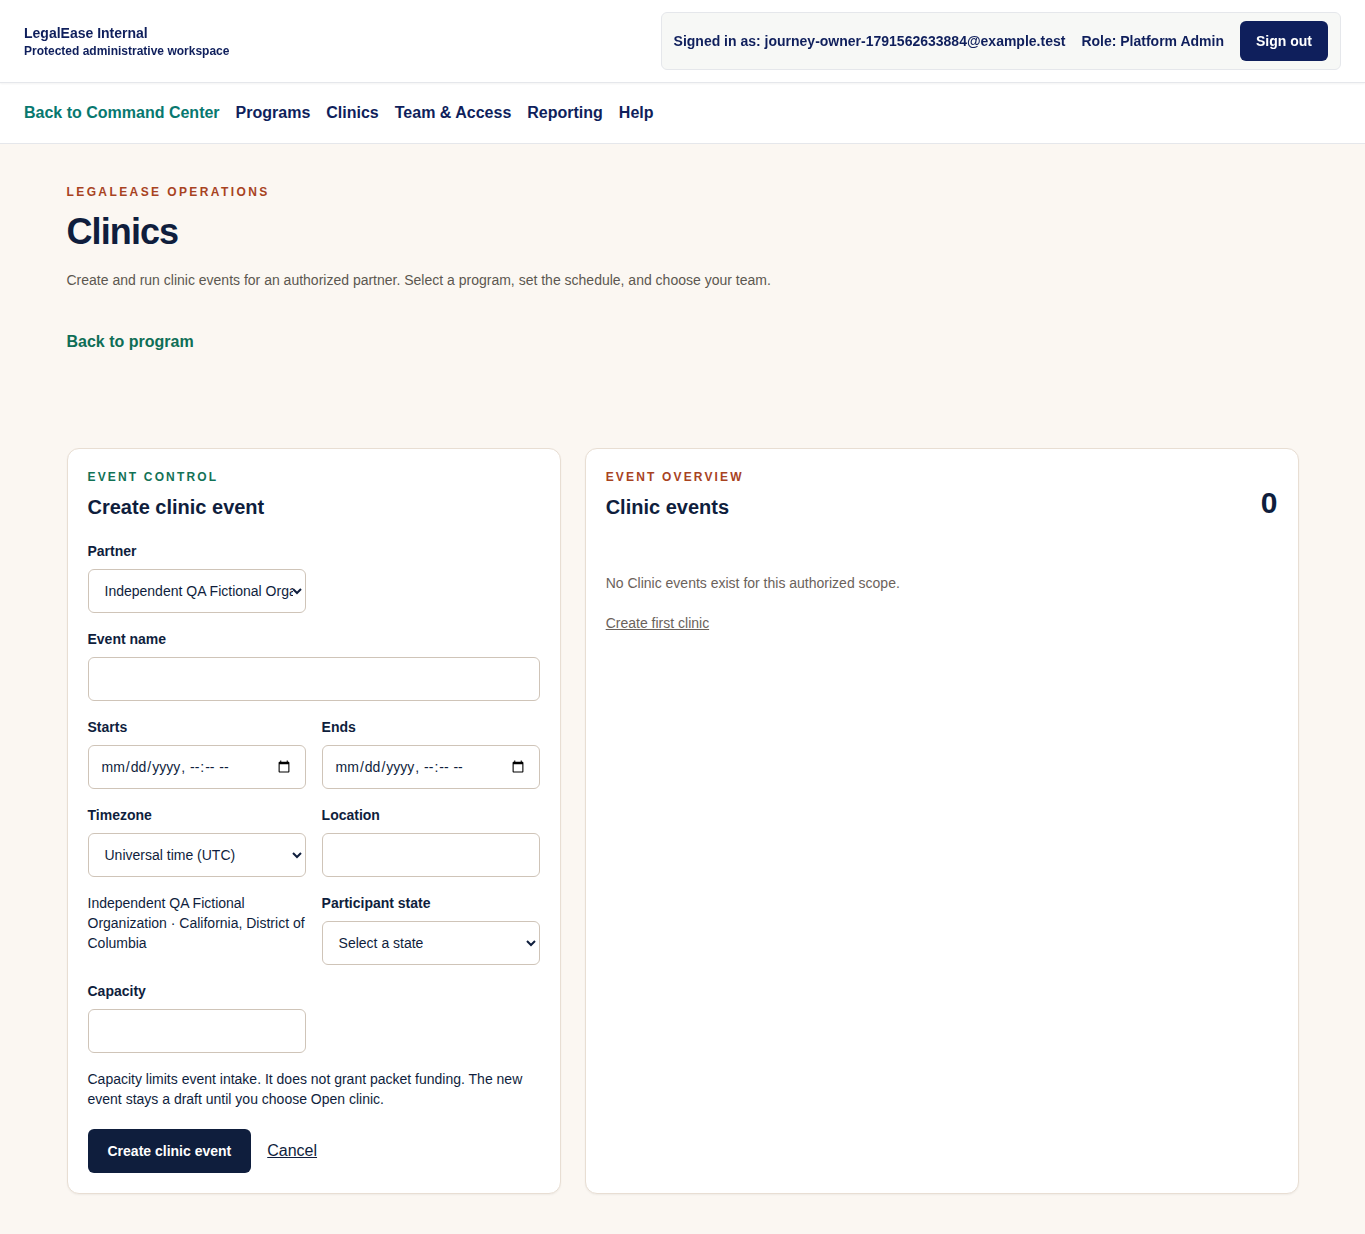 LegalEase Internal
Protected administrative workspace
Signed in as: journey-owner-1791562633884@example.test Role: Platform Admin Sign out
Back to Command Center Programs Clinics Team & Access Reporting Help
LEGALEASE OPERATIONS
Clinics
Create and run clinic events for an authorized partner. Select a program, set the schedule, and choose your team.
Back to program
EVENT CONTROL
Create clinic event
Partner
Independent QA Fictional Orga
Event name
Starts Ends
mm/dd/yyyy, --:-- -- mm/dd/yyyy, --:-- --
Timezone Location
Universal time (UTC)
Independent QA Fictional
Organization · California, District of
Columbia
Participant state
Select a state
Capacity
Capacity limits event intake. It does not grant packet funding. The new
event stays a draft until you choose Open clinic.
Create clinic event Cancel
EVENT OVERVIEW
Clinic events 0
No Clinic events exist for this authorized scope.
Create first clinic